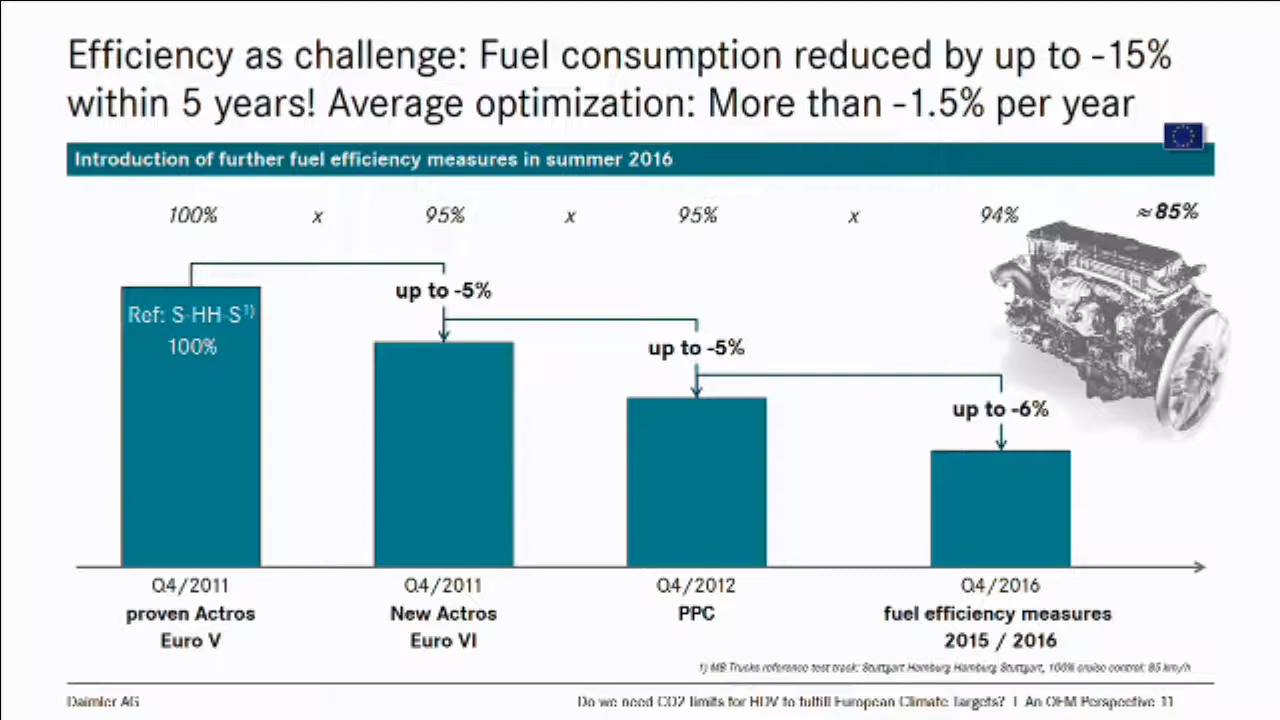 Efficiency as challenge: Fuel consumption reduced by up to -15%
within 5 years! Average optimization: More than -1.5% per year
Introduction of further fuel efficiency measures in summer 2016
100% x 95% x 95% x 94% ≈ 85%
up to -5%
Ref: S-HH-S¹⁾
100%
up to -5%
up to -6%
Q4/2011 Q4/2011 Q4/2012 Q4/2016
proven Actros New Actros PPC fuel efficiency measures
Euro V Euro VI 2015 / 2016
1) MB Trucks reference test track: Stuttgart Hamburg Hamburg Stuttgart, 100% cruise control: 85 km/h
Daimler AG Do we need CO2 limits for HDV to fulfill European Climate Targets? I An OEM Perspective 11